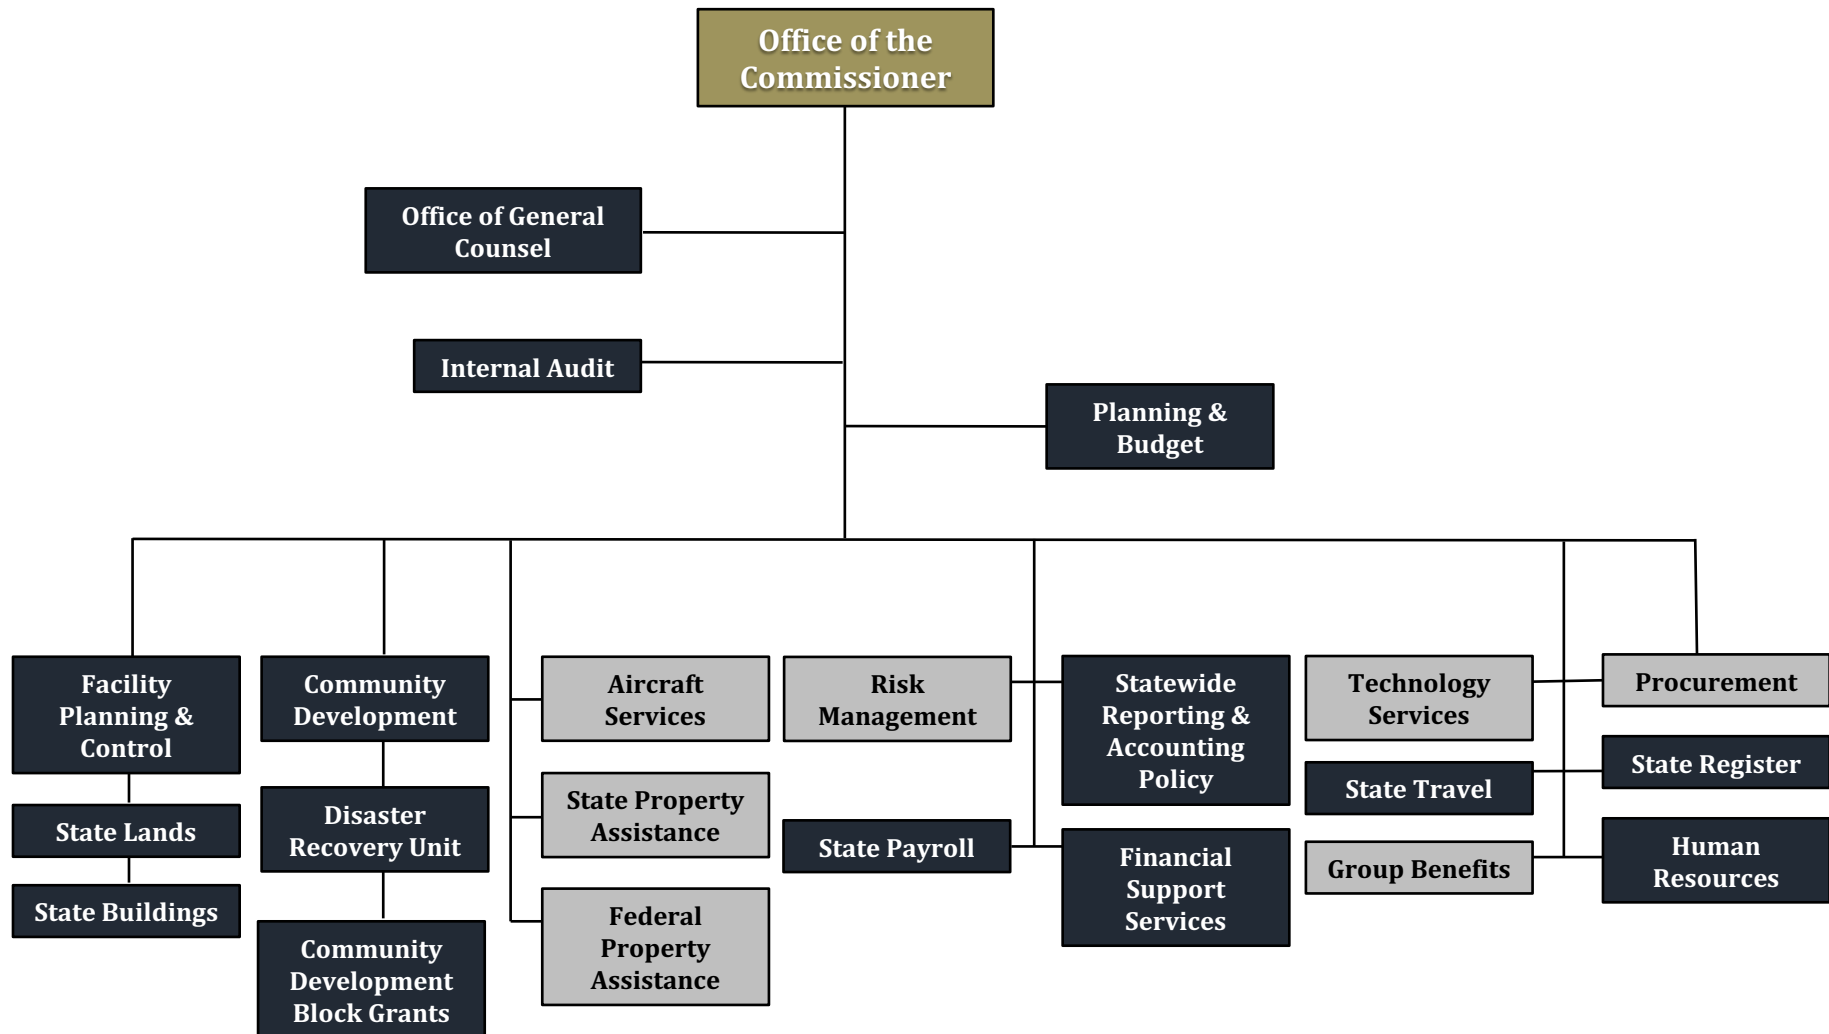 Office of the
Commissioner
Office of General
Counsel
Internal Audit
Planning &
Budget
Facility
Planning &
Control
State Lands
State Buildings
Community
Development
Disaster
Recovery Unit
Community
Development
Block Grants
Aircraft
Services
State Property
Assistance
Federal
Property
Assistance
Risk
Management
State Payroll
Statewide
Reporting &
Accounting
Policy
Financial
Support
Services
Technology
Services
State Travel
Group Benefits
Procurement
State Register
Human
Resources